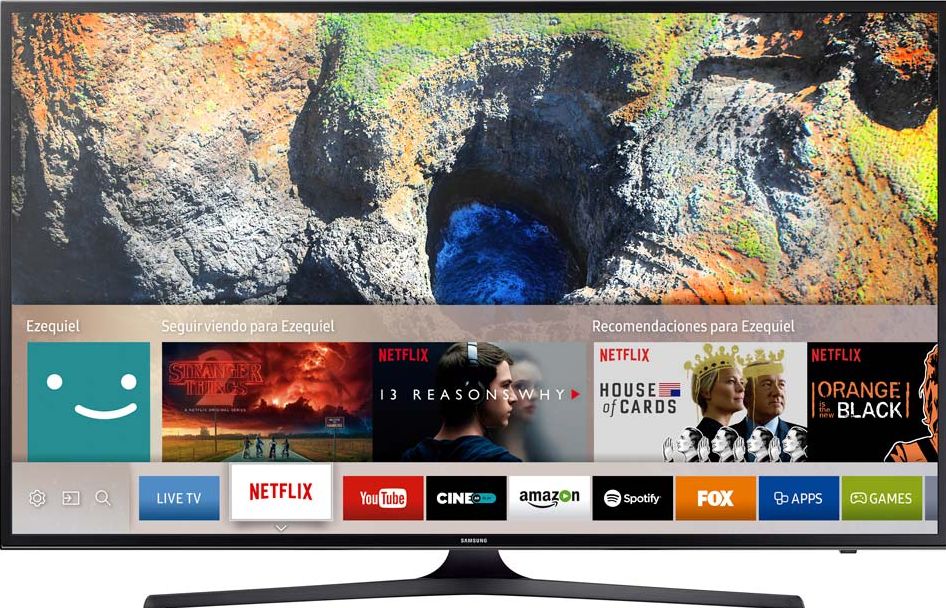 Ezequiel
Seguir viendo para Ezequiel
Recomendaciones para Ezequiel
STRANGER
THINGS
2
A NETFLIX ORIGINAL SERIES
NETFLIX
13 REASONS WHY
NETFLIX
HOUSE
of CARDS
NETFLIX
ORANGE
is the new BLACK
LIVE TV
NETFLIX
YouTube
CINE
amazon
Spotify
FOX
APPS
GAMES
SAMSUNG